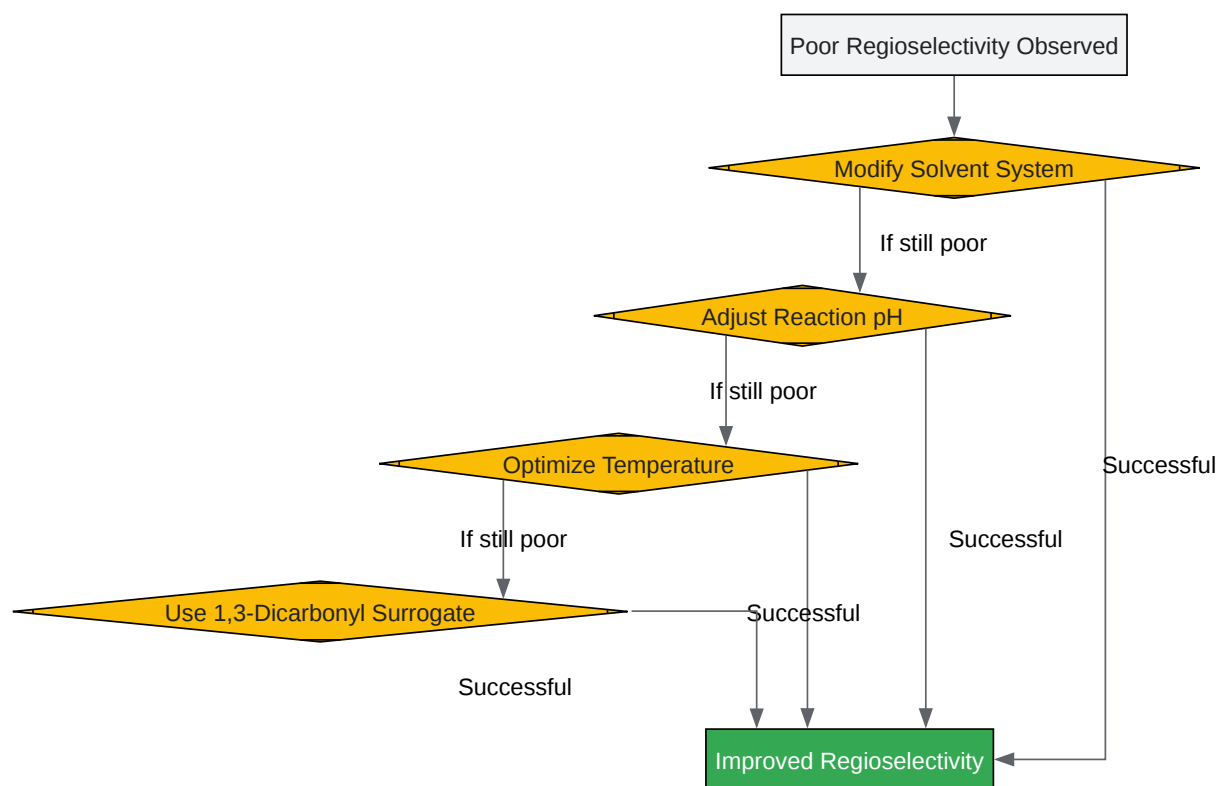 Poor Regioselectivity Observed
Modify Solvent System
If still poor
Adjust Reaction pH
If still poor
Optimize Temperature
Successful
If still poor
Successful
Use 1,3-Dicarbonyl Surrogate
Successful
Successful
Improved Regioselectivity